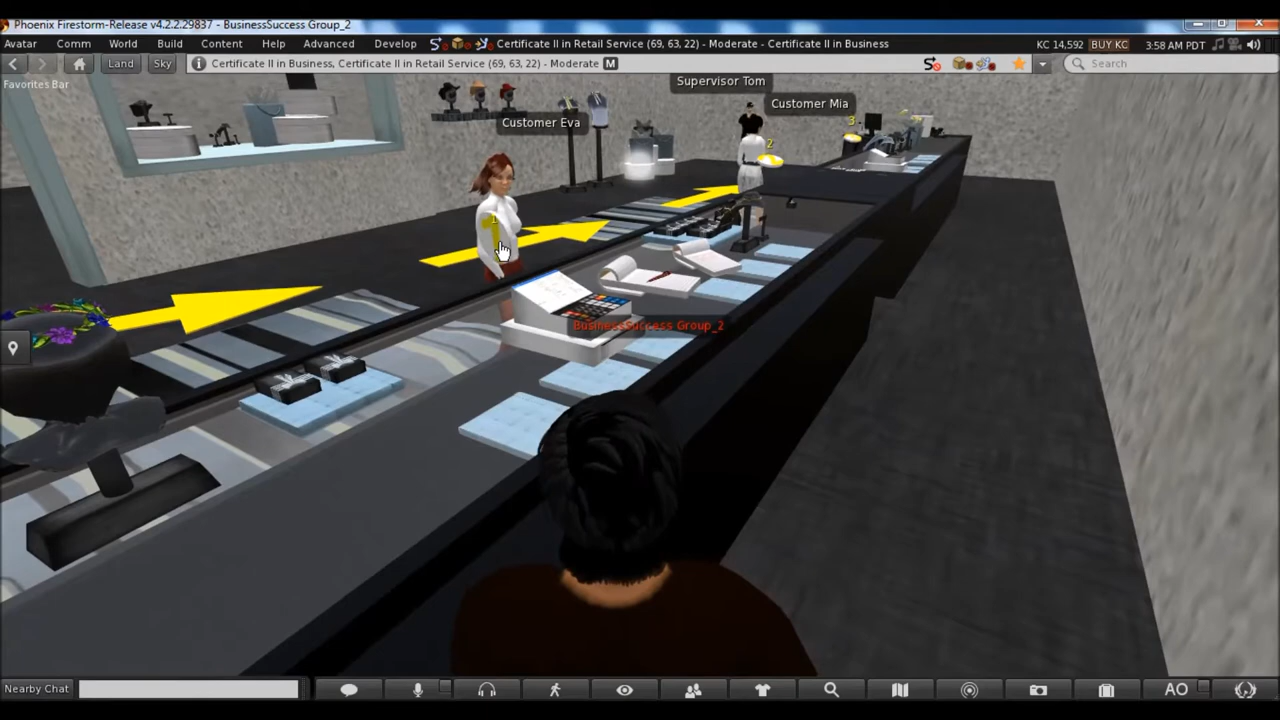 Phoenix Firestorm-Release v4.2.2.29837 - BusinessSuccess Group_2
Avatar Comm World Build Content Help Advanced Develop Certificate II in Retail Service (69, 63, 22) - Moderate - Certificate II in Business KC 14,592 BUY KC 3:58 AM PDT
Land Sky Certificate II in Business, Certificate II in Retail Service (69, 63, 22) - Moderate M Search
Favorites Bar
Supervisor Tom
Customer Mia
Customer Eva
3
2
1
BusinessSuccess Group_2
Nearby Chat AO